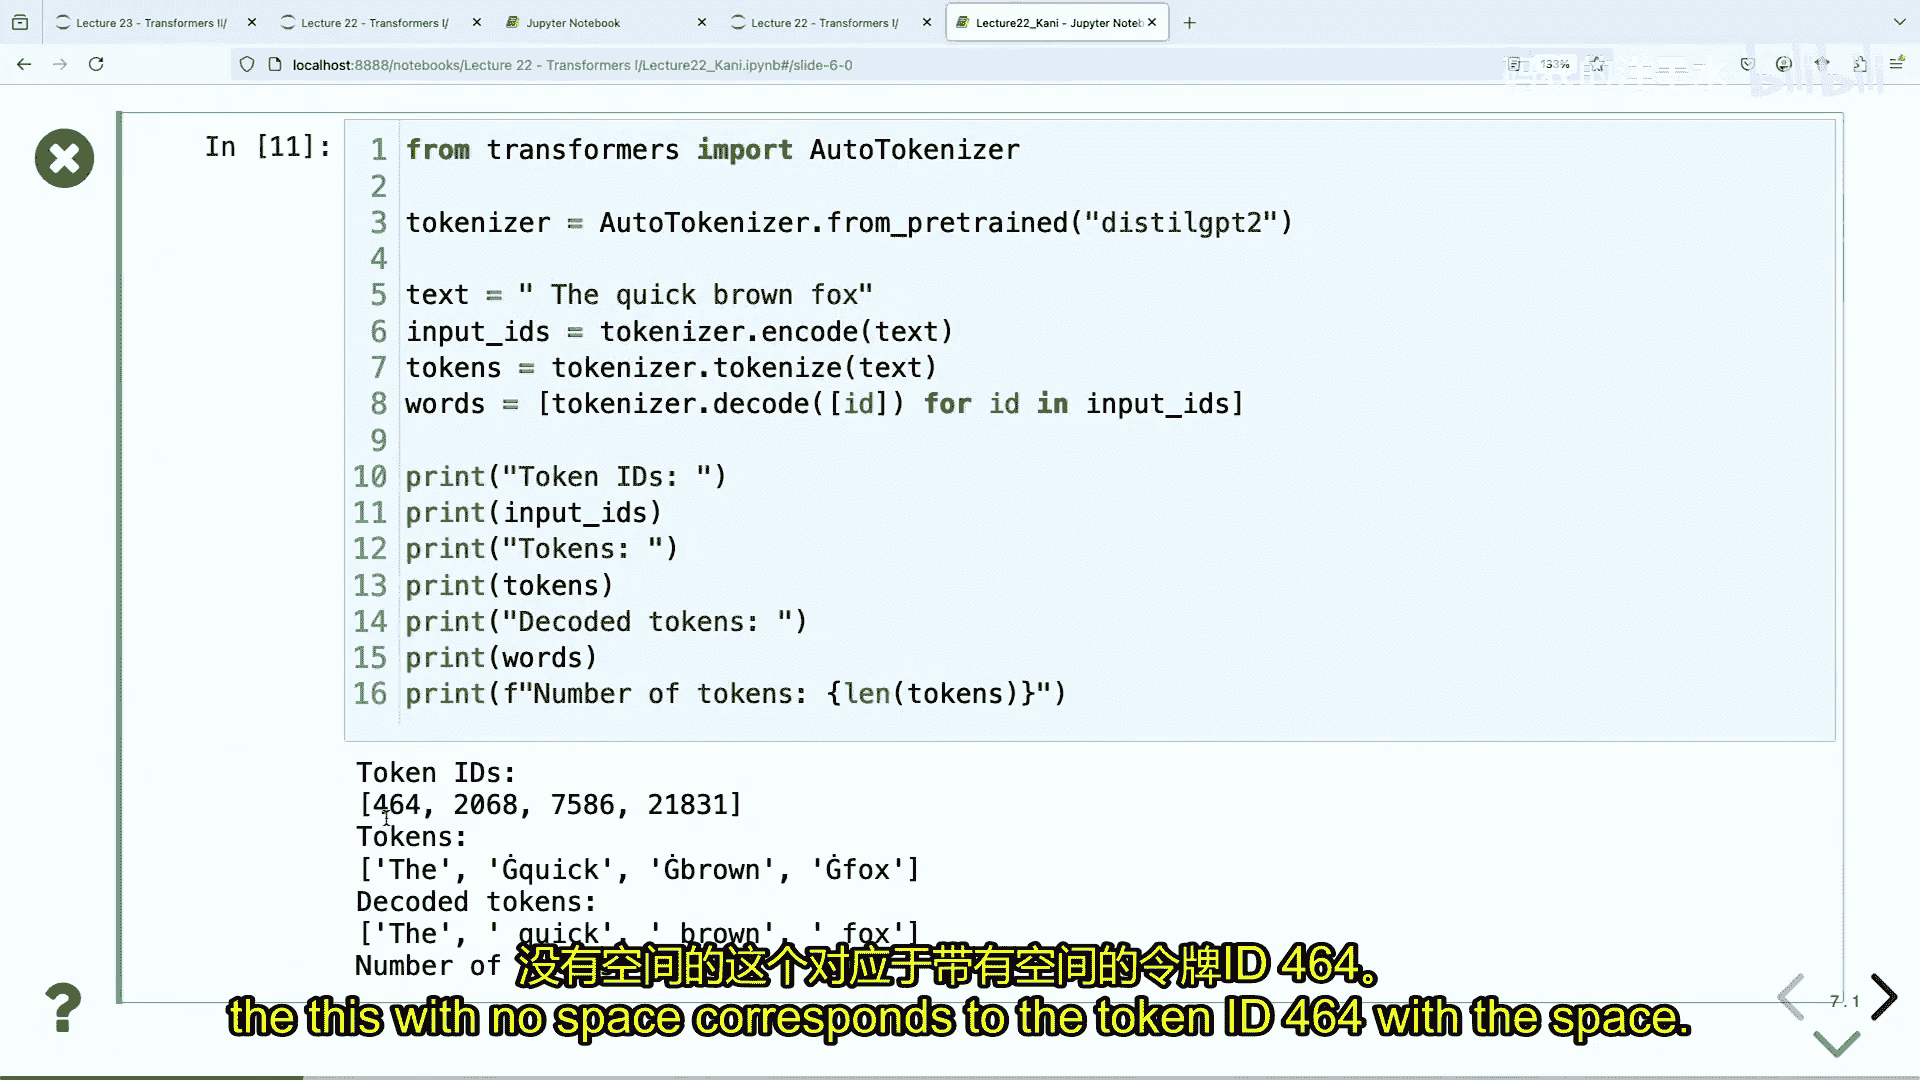 Lecture 23 - Transformers II/
Lecture 22 - Transformers I/
Jupyter Notebook
Lecture 22 - Transformers I/
Lecture22_Kani - Jupyter Noteb
localhost:8888/notebooks/Lecture 22 - Transformers I/Lecture22_Kani.ipynb#/slide-6-0
133%
bilibili
In [11]:
1 from transformers import AutoTokenizer
2
3 tokenizer = AutoTokenizer.from_pretrained("distilgpt2")
4
5 text = " The quick brown fox"
6 input_ids = tokenizer.encode(text)
7 tokens = tokenizer.tokenize(text)
8 words = [tokenizer.decode([id]) for id in input_ids]
9
10 print("Token IDs: ")
11 print(input_ids)
12 print("Tokens: ")
13 print(tokens)
14 print("Decoded tokens: ")
15 print(words)
16 print(f"Number of tokens: {len(tokens)}")
Token IDs:
[464, 2068, 7586, 21831]
Tokens:
['The', 'Ġquick', 'Ġbrown', 'Ġfox']
Decoded tokens:
['The', ' quick', ' brown', ' fox']
Number of
没有空间的这个对应于带有空间的令牌ID 464。
the this with no space corresponds to the token ID 464 with the space.
7.1